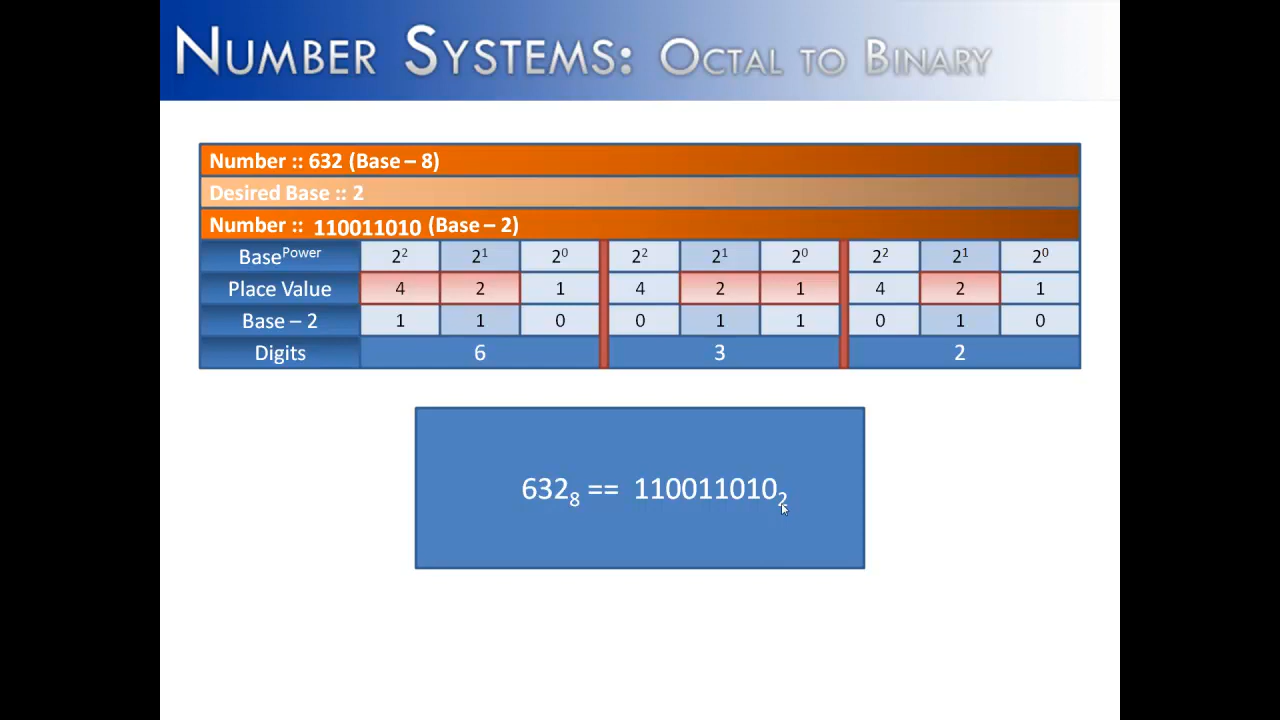 NUMBER SYSTEMS: OCTAL TO BINARY
Number :: 632 (Base – 8)
Desired Base :: 2
Number :: 110011010 (Base – 2)
Base^Power 2² 2¹ 2⁰ 2² 2¹ 2⁰ 2² 2¹ 2⁰
Place Value 4 2 1 4 2 1 4 2 1
Base – 2 1 1 0 0 1 1 0 1 0
Digits 6 3 2
632₈ == 110011010₂